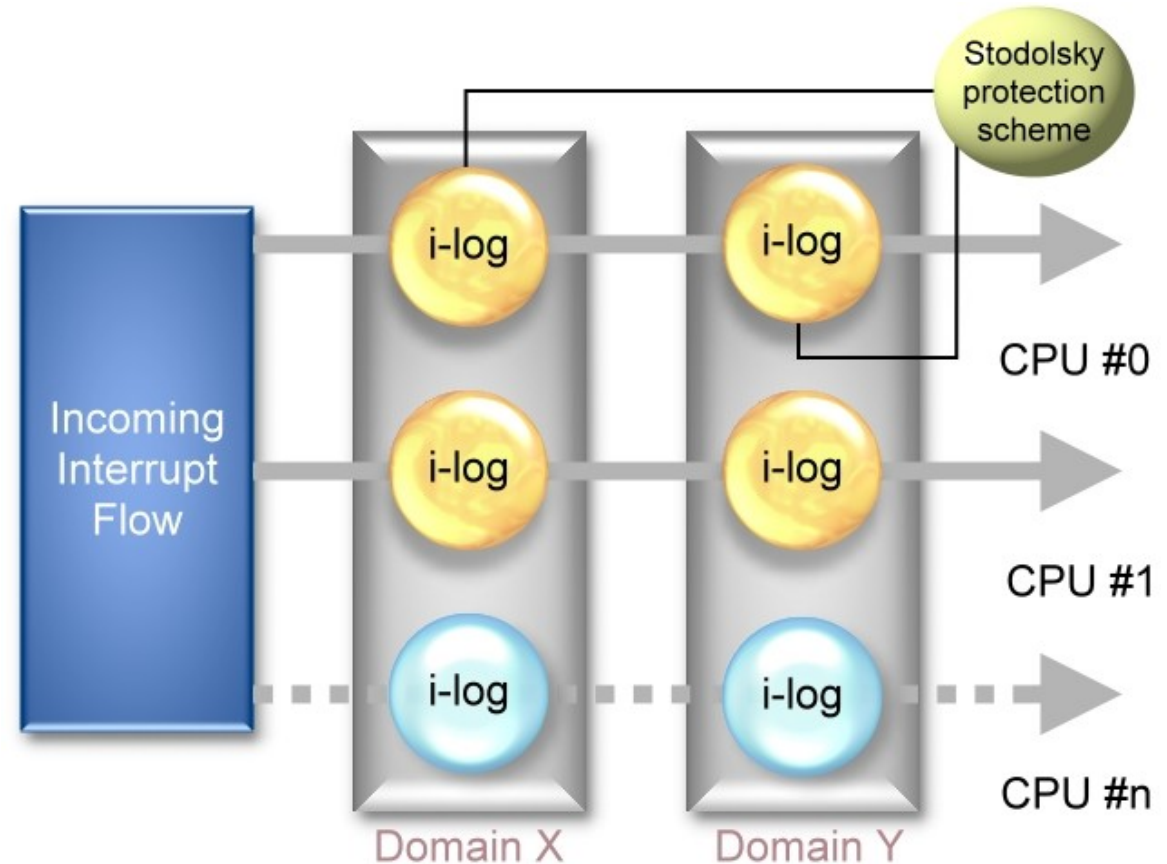 Stodolsky
protection
scheme
i-log
i-log
CPU #0
Incoming
Interrupt
Flow
i-log
i-log
CPU #1
i-log
i-log
CPU #n
Domain X
Domain Y